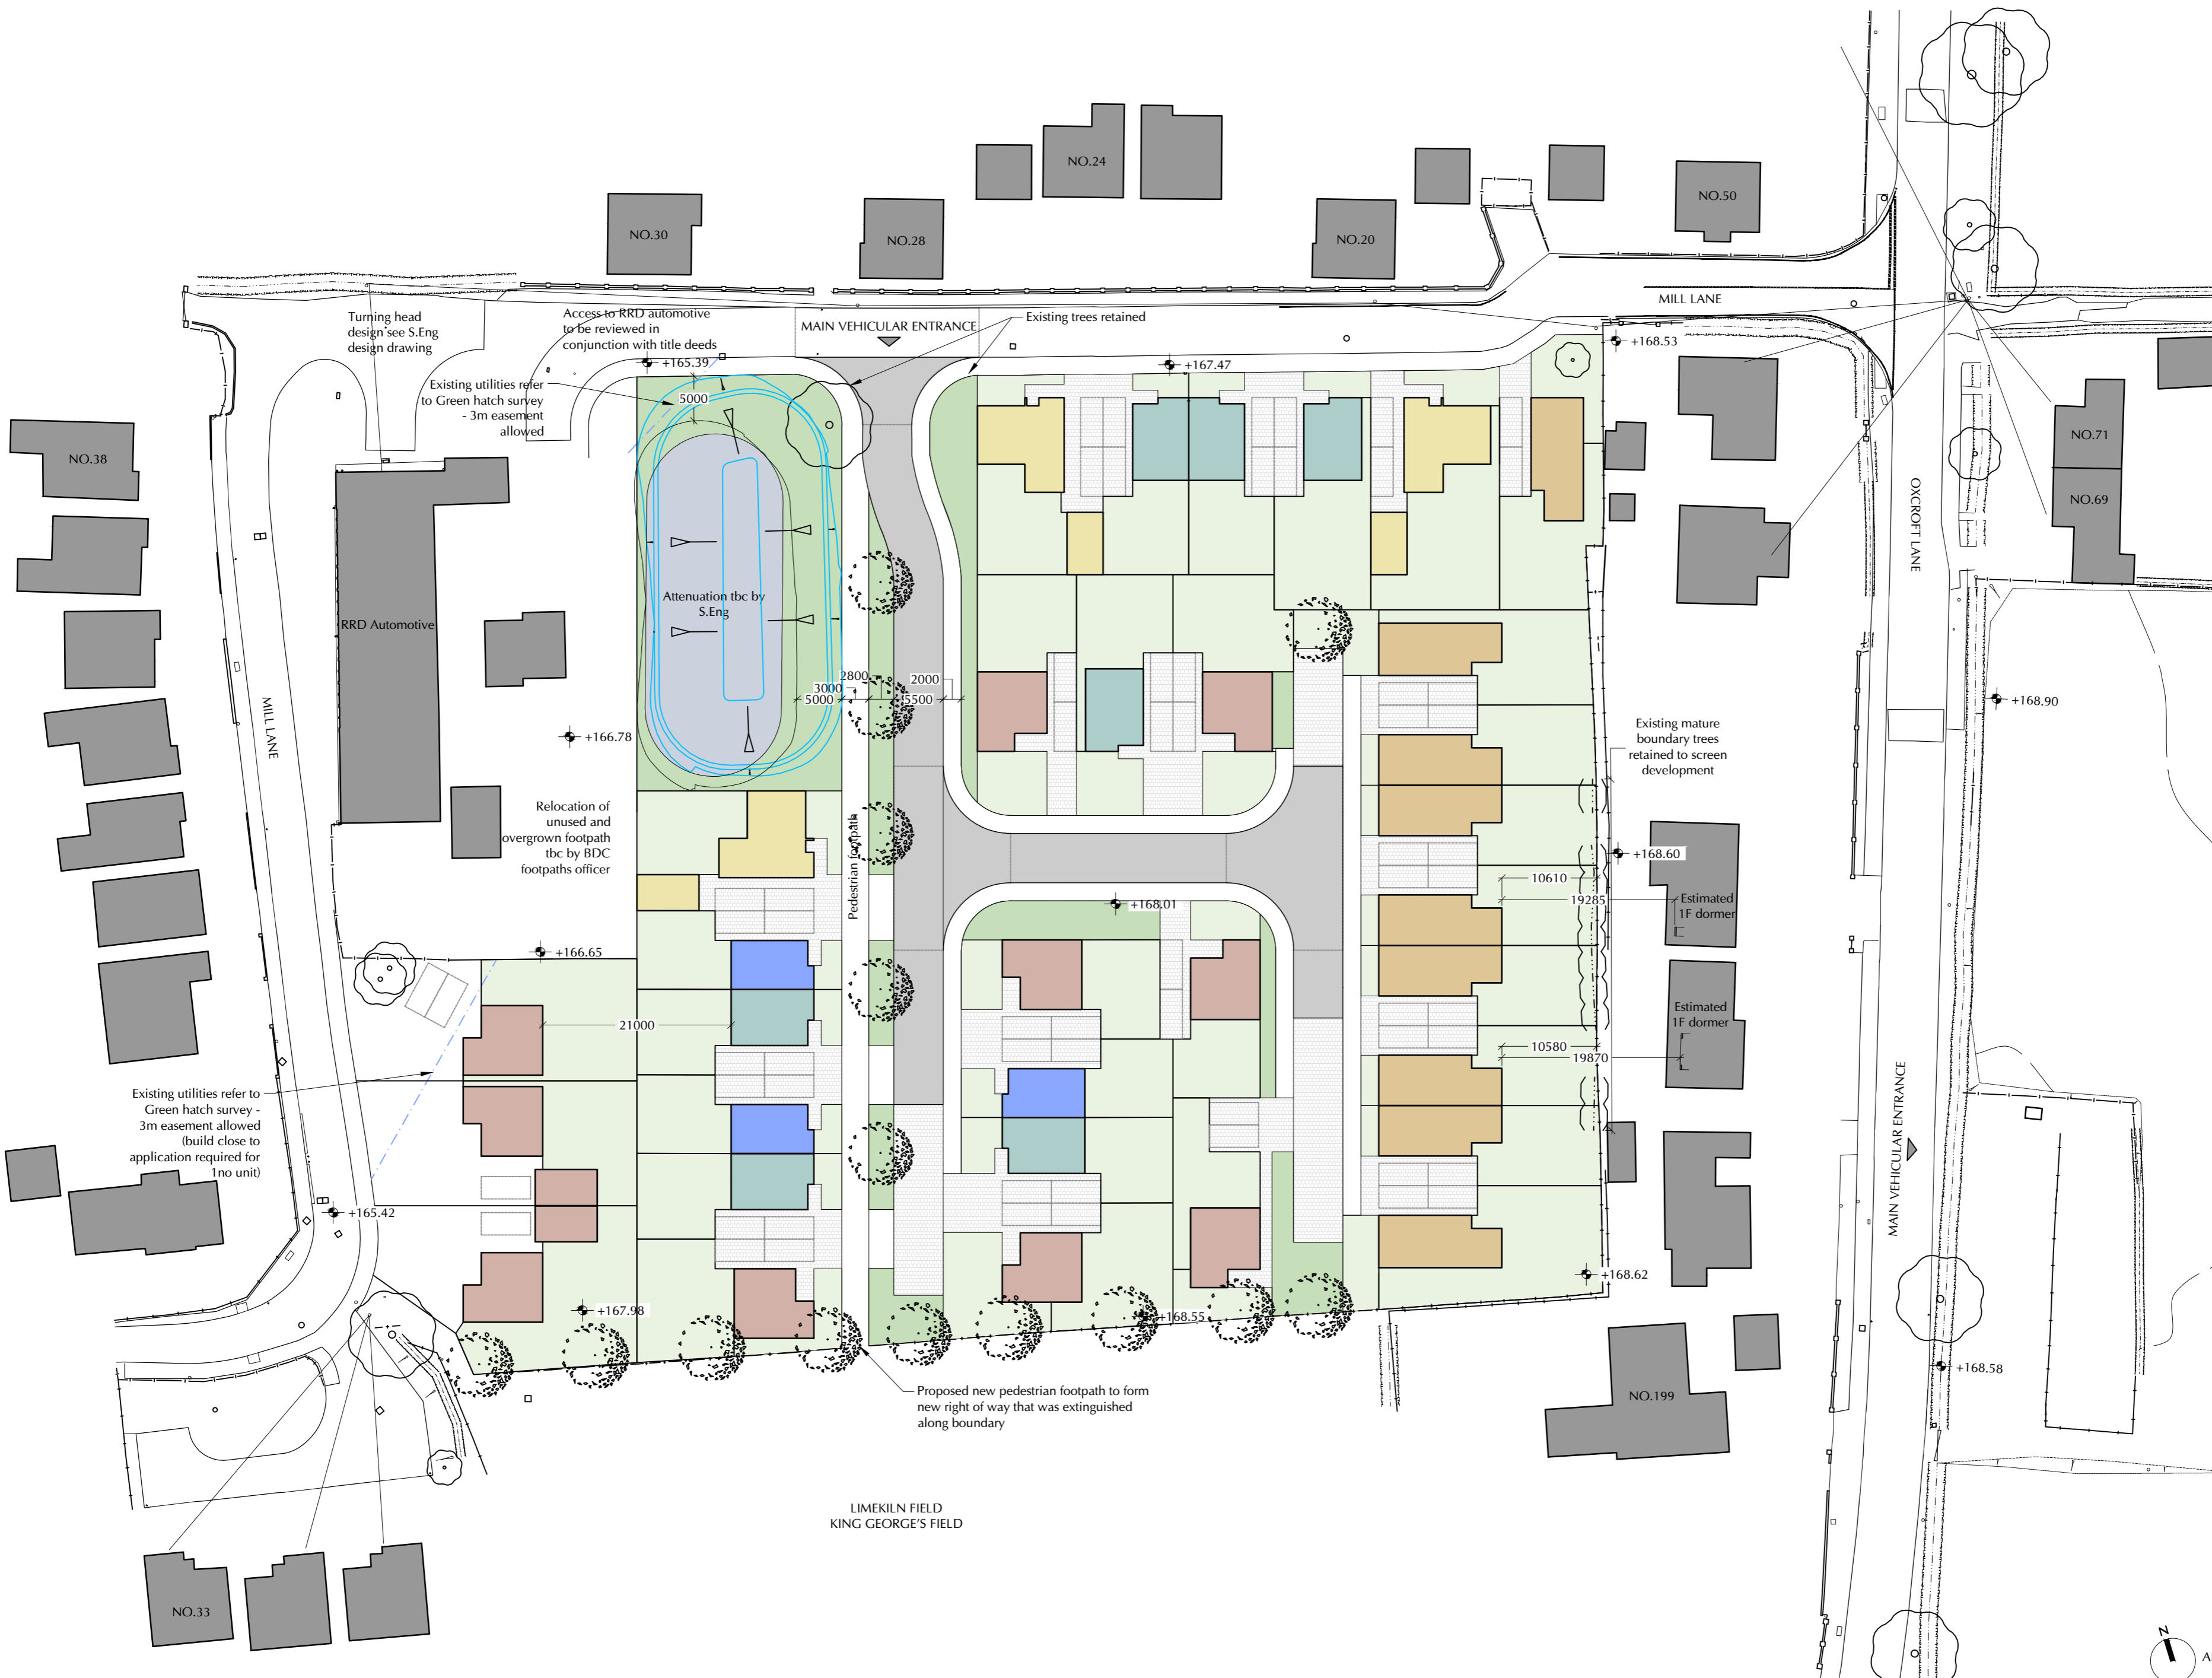 NO.24
NO.50
NO.30
NO.28
NO.20
MILL LANE
Turning head
design see S.Eng
design drawing
Access to RRD automotive
to be reviewed in
conjunction with title deeds
MAIN VEHICULAR ENTRANCE
Existing trees retained
+165.39
+167.47
+168.53
Existing utilities refer
to Green hatch survey
- 3m easement
allowed
5000
NO.38
NO.71
NO.69
OXCROFT LANE
RRD Automotive
Attenuation tbc by
S.Eng
2800
3000
5000
5500
2000
MILL LANE
+166.78
+168.90
Existing mature
boundary trees
retained to screen
development
Relocation of
unused and
overgrown footpath
tbc by BDC
footpaths officer
Pedestrian footpath
+168.60
10610
19285
Estimated
1F dormer
+168.01
+166.65
21000
Estimated
1F dormer
10580
19870
Existing utilities refer to
Green hatch survey -
3m easement allowed
(build close to
application required for
1no unit)
MAIN VEHICULAR ENTRANCE
+165.42
+167.98
+168.55
+168.62
+168.58
Proposed new pedestrian footpath to form
new right of way that was extinguished
along boundary
NO.199
LIMEKILN FIELD
KING GEORGE'S FIELD
NO.33
N